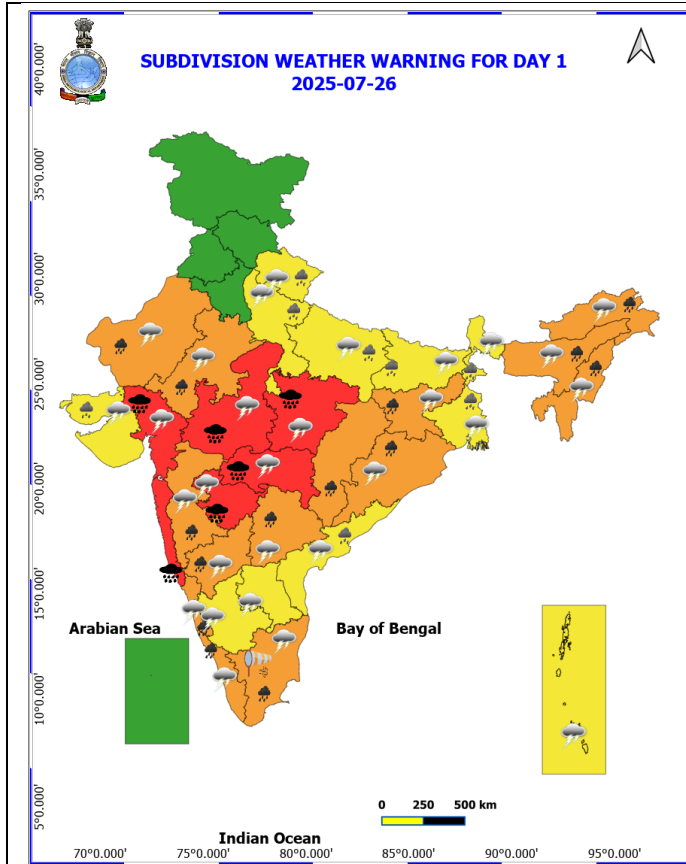 SUBDIVISION WEATHER WARNING FOR DAY 1
2025-07-26
40°0.000'
35°0.000'
30°0.000'
25°0.000'
20°0.000'
15°0.000'
10°0.000'
5°0.000'
Arabian Sea
Bay of Bengal
0 250 500 km
Indian Ocean
70°0.000' 75°0.000' 80°0.000' 85°0.000' 90°0.000' 95°0.000'